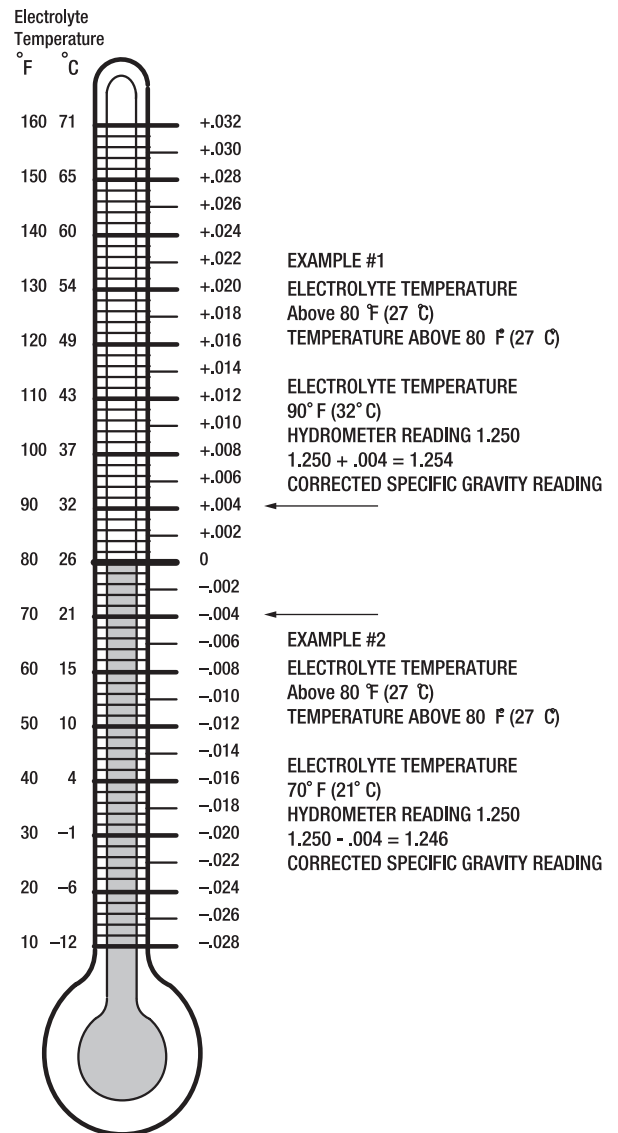 Electrolyte
Temperature
°F °C
160 71 +.032
+.030
150 65 +.028
+.026
140 60 +.024
+.022
130 54 +.020
+.018
120 49 +.016
+.014
110 43 +.012
+.010
100 37 +.008
+.006
90 32 +.004
+.002
80 26 0
–.002
70 21 –.004
–.006
60 15 –.008
–.010
50 10 –.012
–.014
40 4 –.016
–.018
30 –1 –.020
–.022
20 –6 –.024
–.026
10 –12 –.028
EXAMPLE #1
ELECTROLYTE TEMPERATURE
Above 80 °F (27 °C)
TEMPERATURE ABOVE 80 F° (27 C°)
ELECTROLYTE TEMPERATURE
90° F (32° C)
HYDROMETER READING 1.250
1.250 + .004 = 1.254
CORRECTED SPECIFIC GRAVITY READING
EXAMPLE #2
ELECTROLYTE TEMPERATURE
Above 80 °F (27 °C)
TEMPERATURE ABOVE 80 F° (27 C°)
ELECTROLYTE TEMPERATURE
70° F (21° C)
HYDROMETER READING 1.250
1.250 - .004 = 1.246
CORRECTED SPECIFIC GRAVITY READING